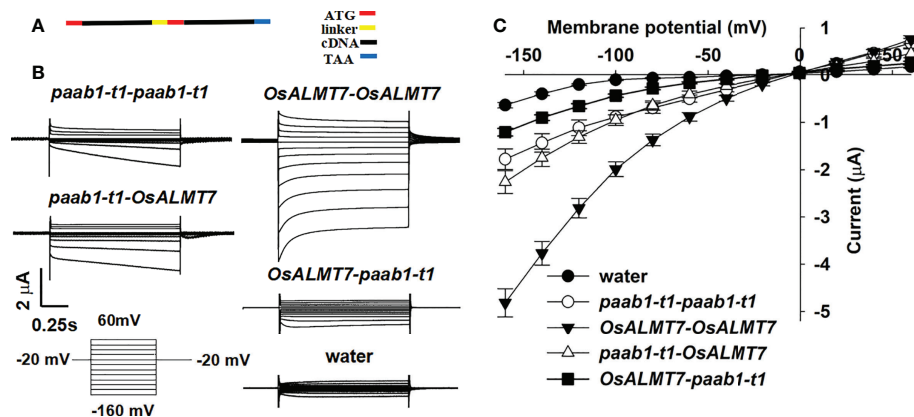 A
ATG
linker
cDNA
TAA
B
paab1-t1-paab1-t1
OsALMT7-OsALMT7
paab1-t1-OsALMT7
2 µA
0.25s
OsALMT7-paab1-t1
60mV
-20 mV
-20 mV
-160 mV
water
C
Membrane potential (mV)
-150
-100
-50
0
50
0
-1
-2
-3
-4
-5
Current (µA)
water
paab1-t1-paab1-t1
OsALMT7-OsALMT7
paab1-t1-OsALMT7
OsALMT7-paab1-t1
1